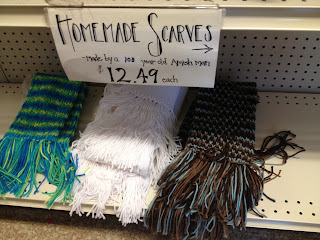 HOMEMADE SCARVES
-made by a 100 year old Amish man
$12.49 each